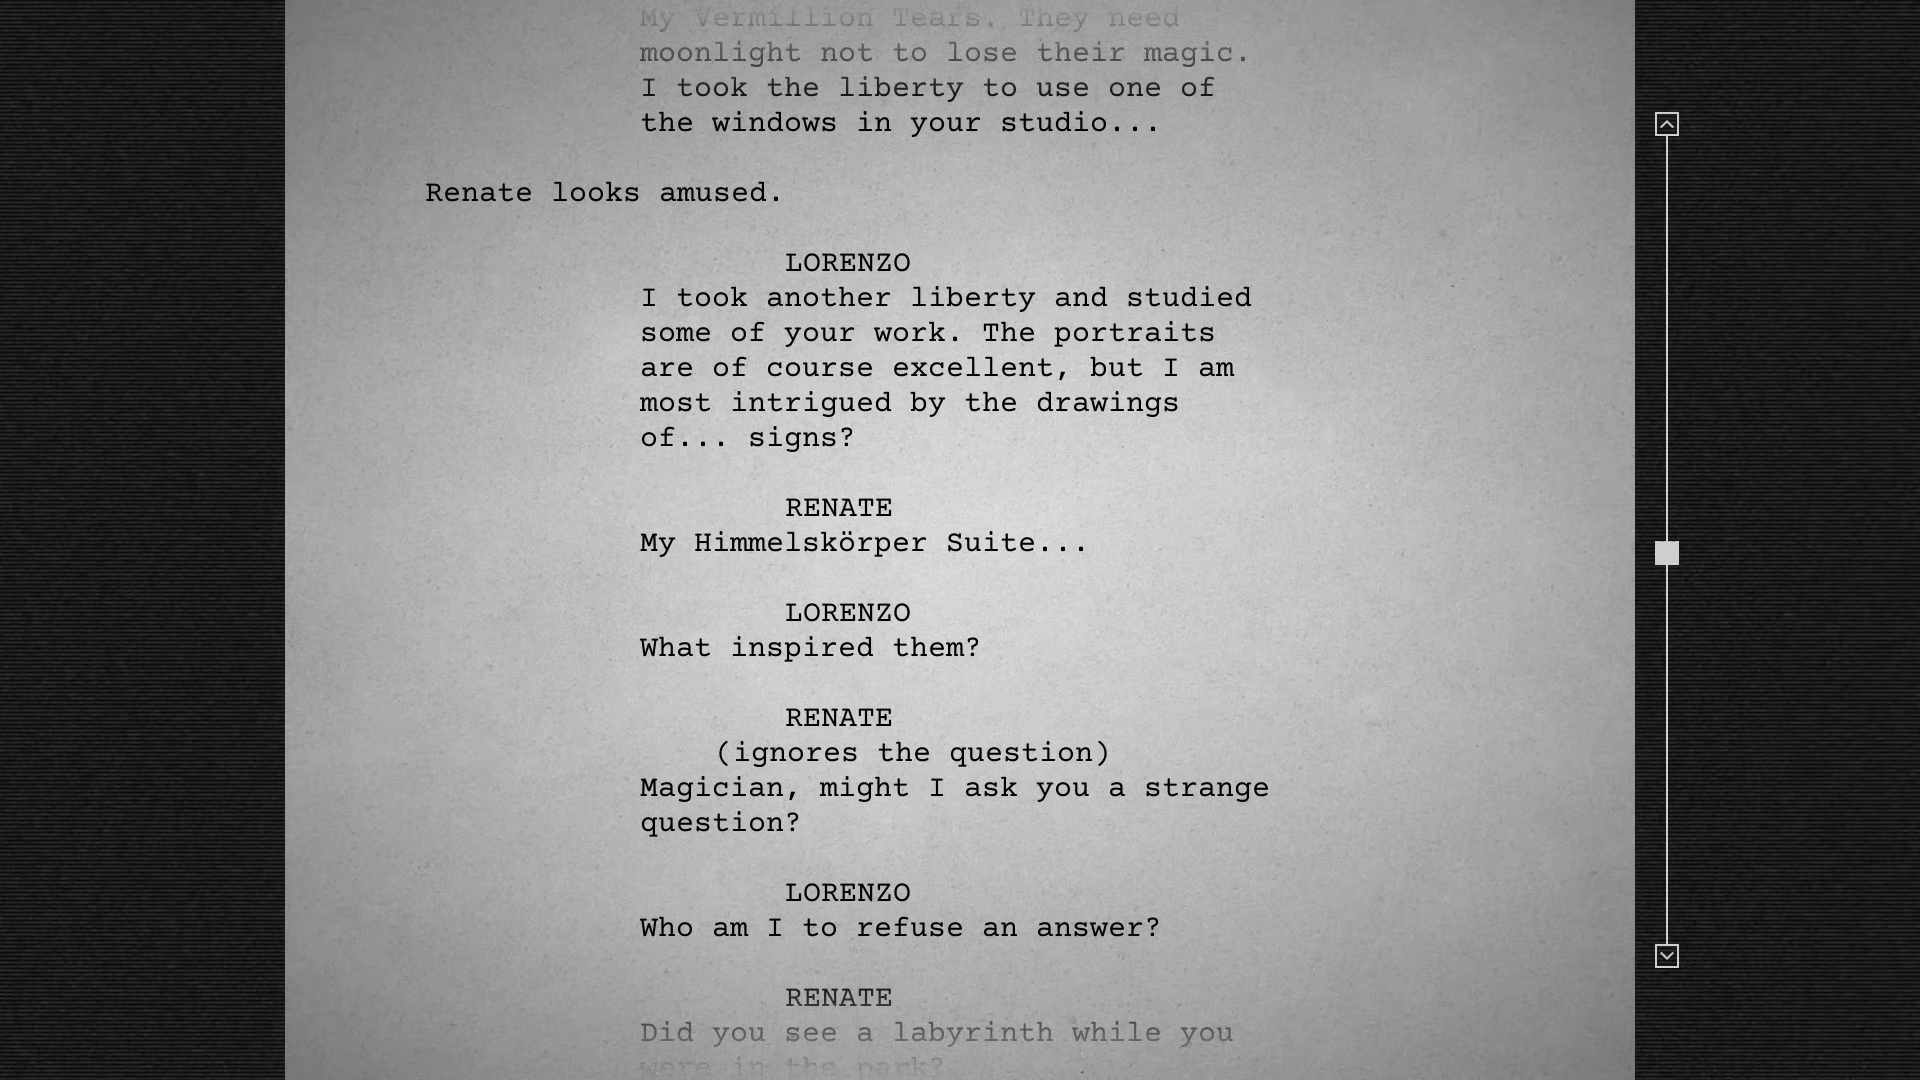 My Vermillion Tears. They need
moonlight not to lose their magic.
I took the liberty to use one of
the windows in your studio...
Renate looks amused.
LORENZO
I took another liberty and studied
some of your work. The portraits
are of course excellent, but I am
most intrigued by the drawings
of... signs?
RENATE
My Himmelskörper Suite...
LORENZO
What inspired them?
RENATE
(ignores the question)
Magician, might I ask you a strange
question?
LORENZO
Who am I to refuse an answer?
RENATE
Did you see a labyrinth while you
were in the park?